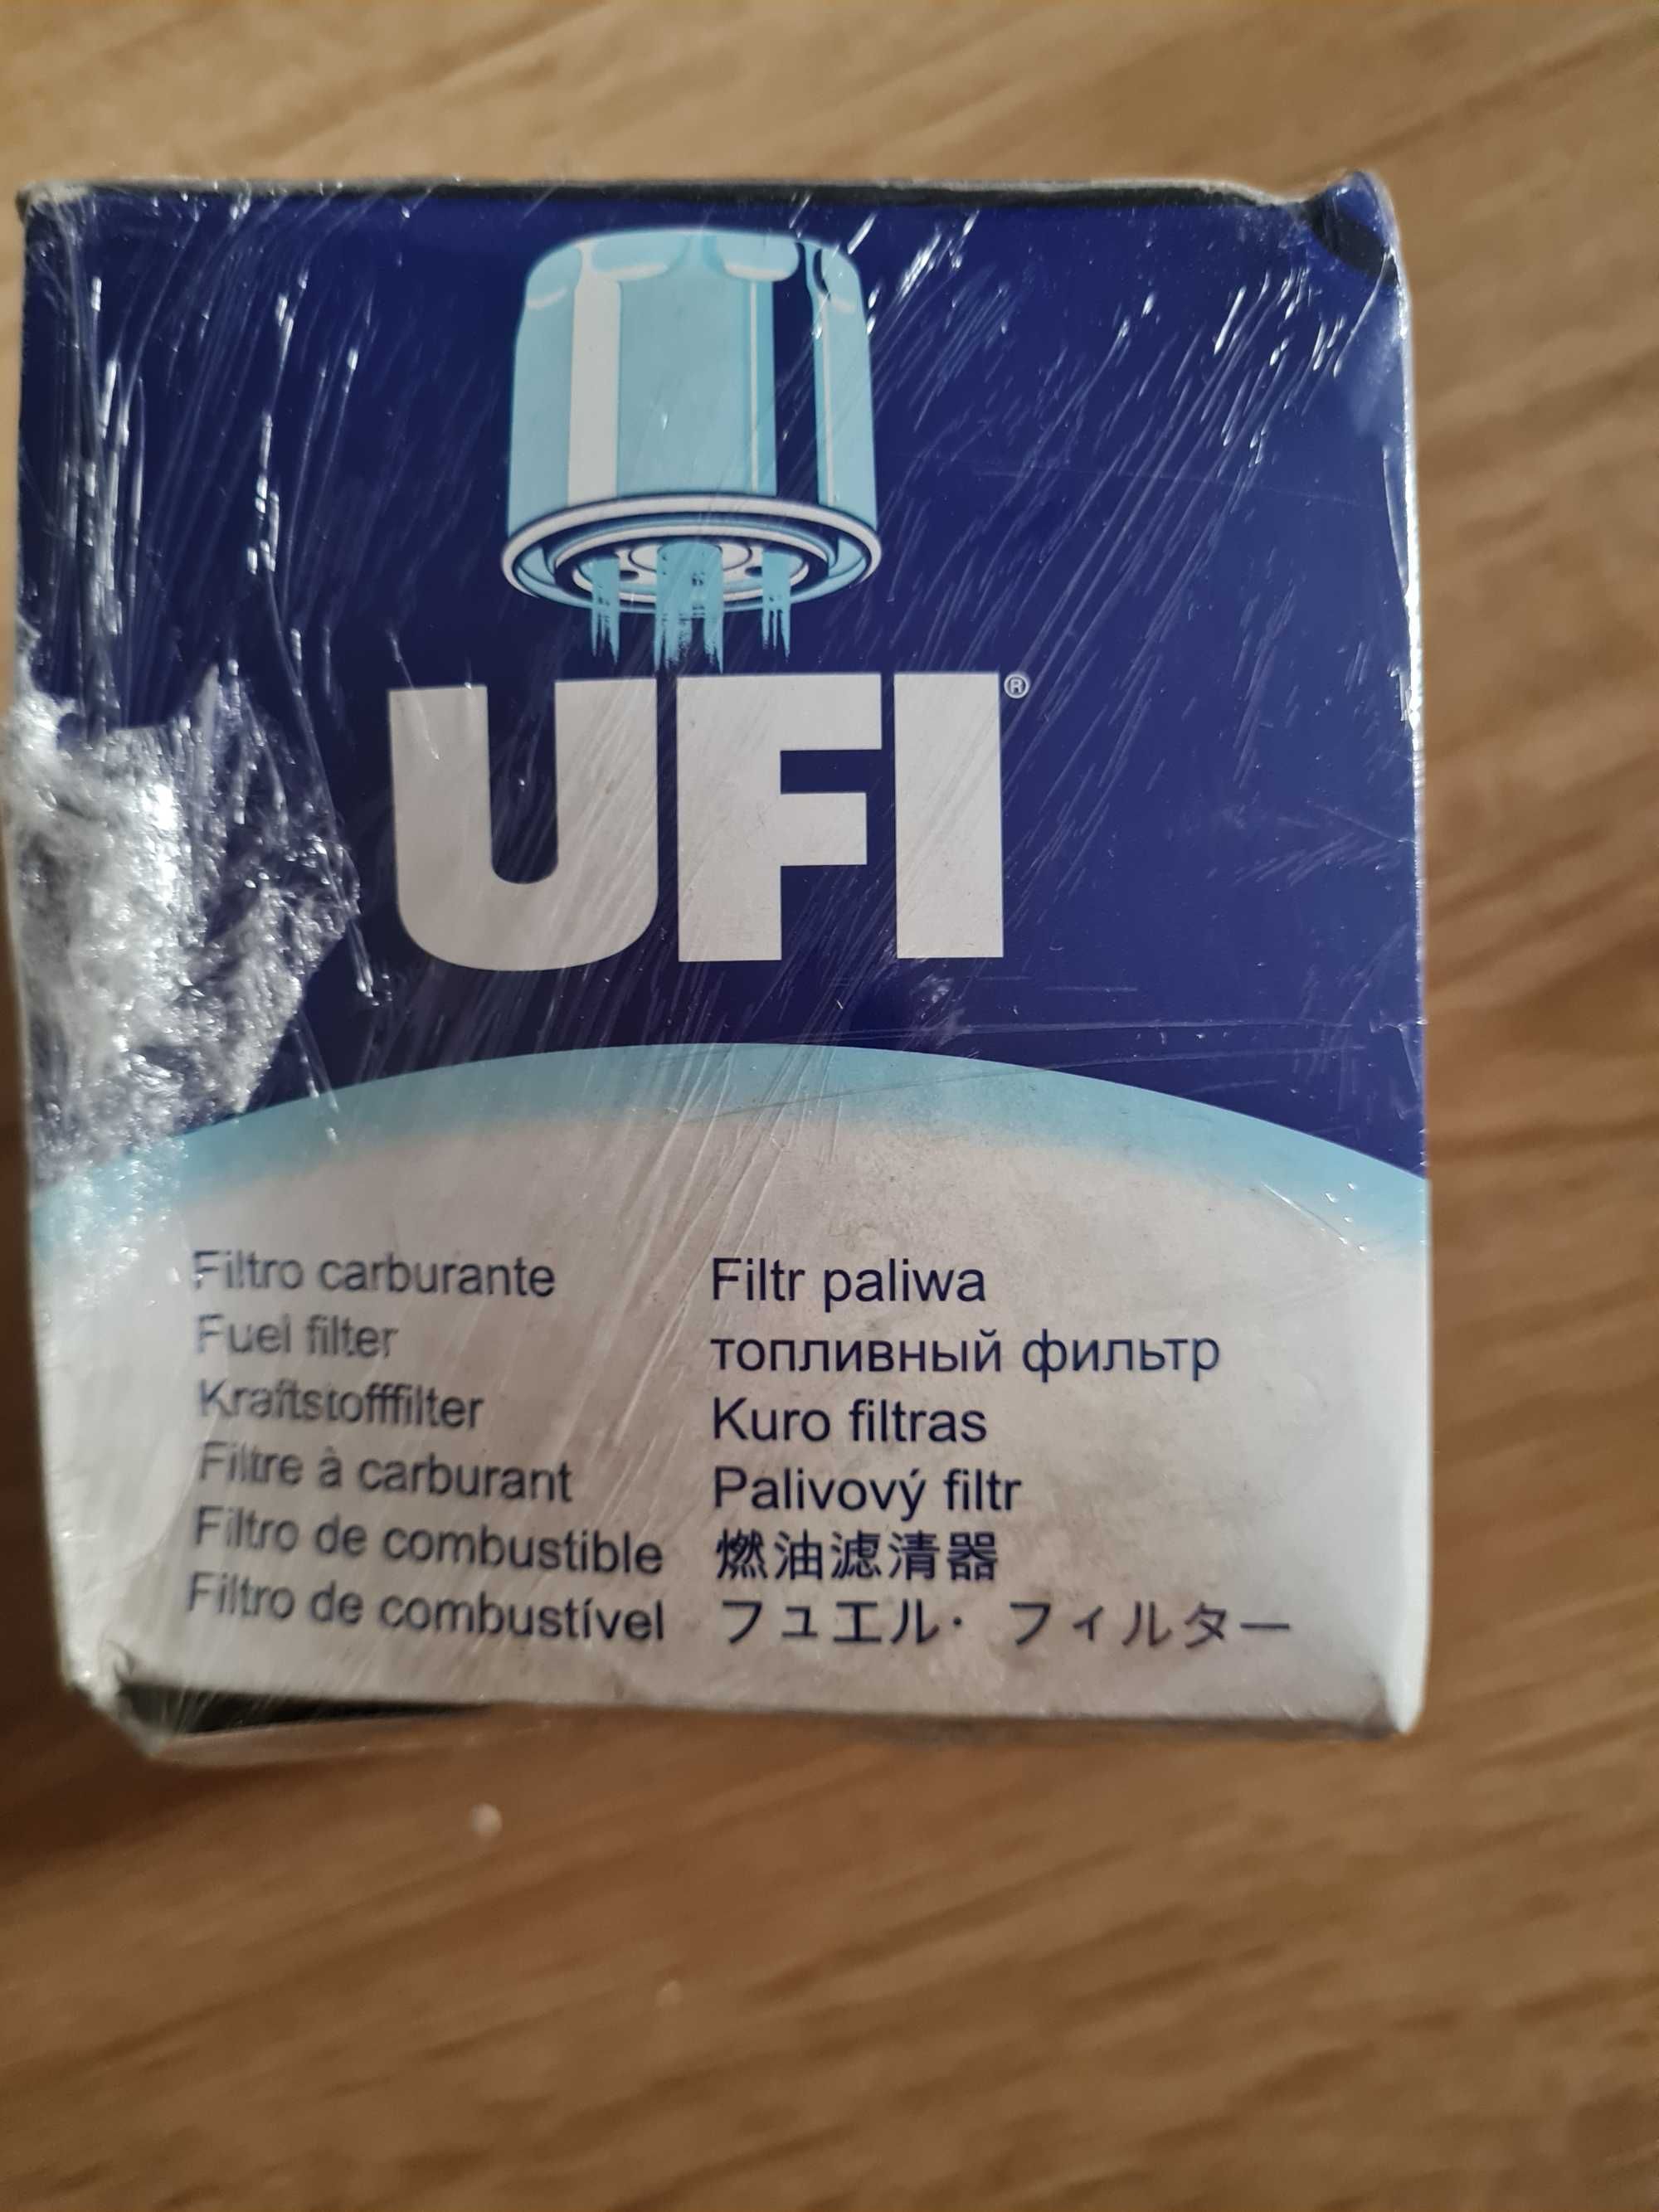 UFI®
Filtro carburante
Fuel filter
Kraftstofffilter
Filtre à carburant
Filtro de combustible
Filtro de combustível
Filtr paliwa
топливный фильтр
Kuro filtras
Palivový filtr
燃油滤清器
フュエル· フィルター